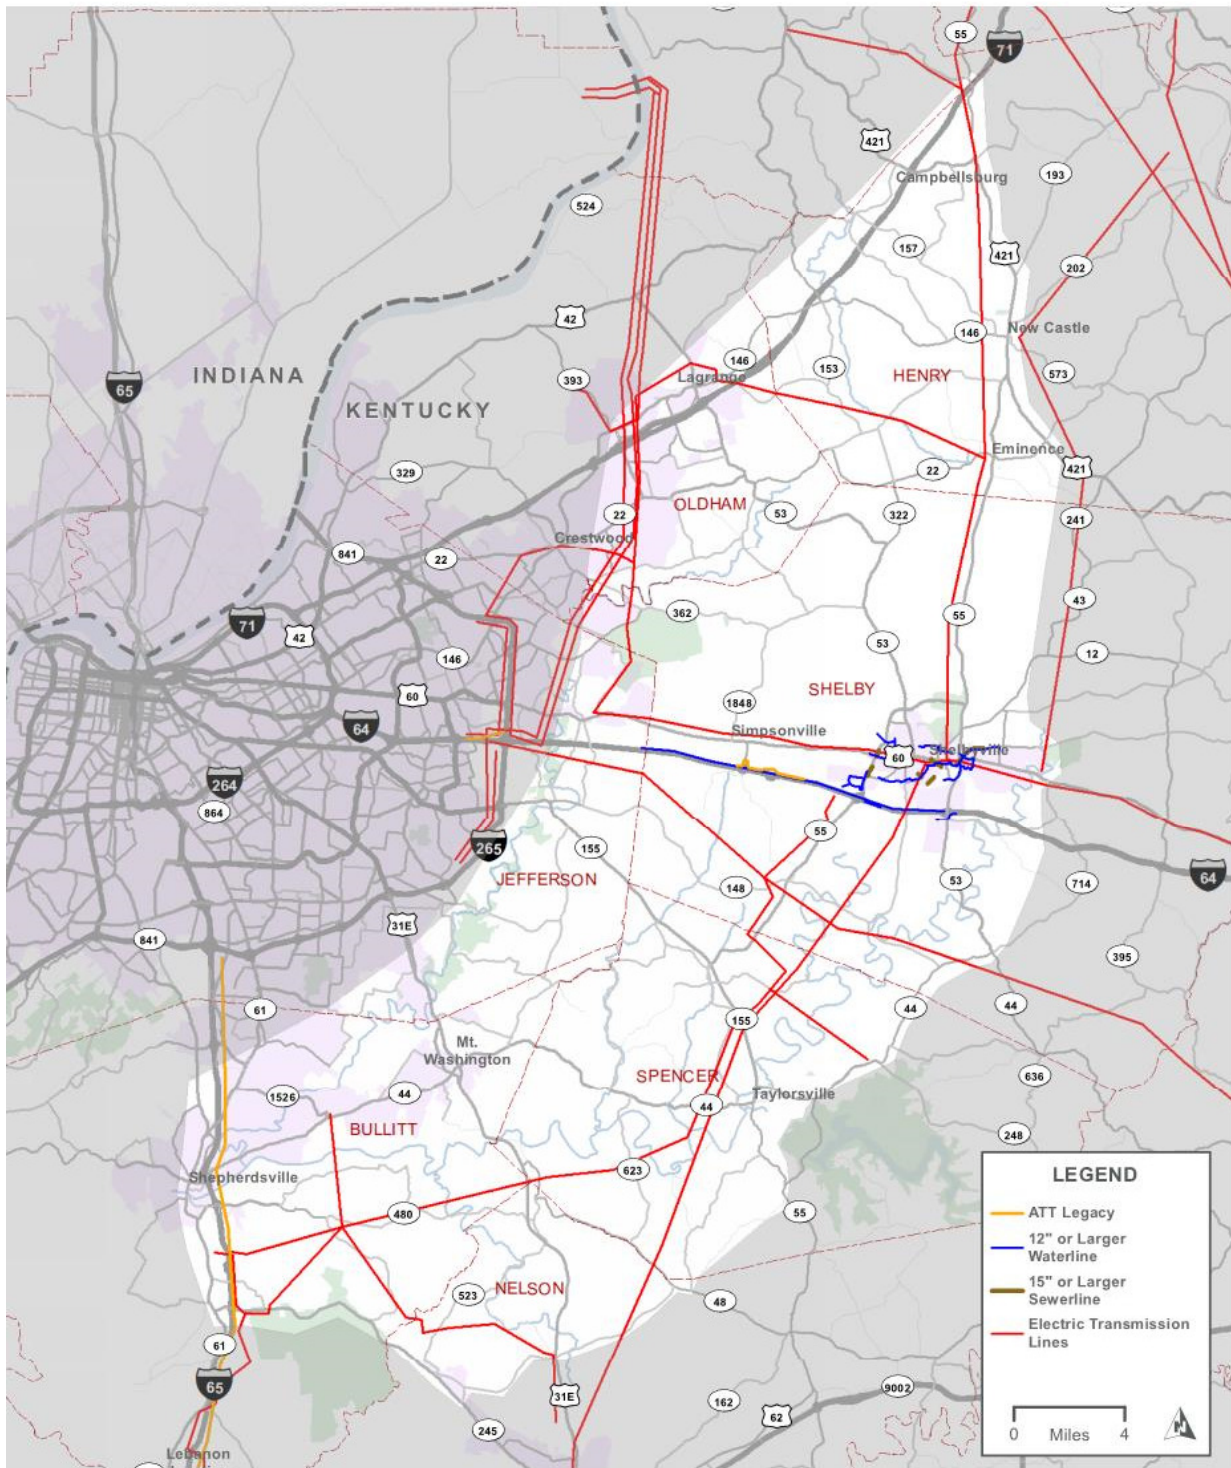 55
71
421
Campbellsburg
193
524
157
421
202
42
INDIANA
65
KENTUCKY
393
146
Lagrange
153
HENRY
146
New Castle
573
329
22
Eminence
421
OLDHAM
22
53
322
241
Crestwood
841
22
362
55
43
71
42
146
53
12
60
SHELBY
1848
Simpsonville
64
60
Shelbyville
264
864
265
155
55
JEFFERSON
148
53
714
64
31E
841
395
61
44
44
155
Mt.
Washington
SPENCER
636
1526
44
44
Taylorsville
BULLITT
248
Shepherdsville
623
480
55
523
NELSON
48
61
65
31E
162
62
9002
245
Lebanon
LEGEND
ATT Legacy
12" or Larger
Waterline
15" or Larger
Sewerline
Electric Transmission
Lines
0 Miles 4
N